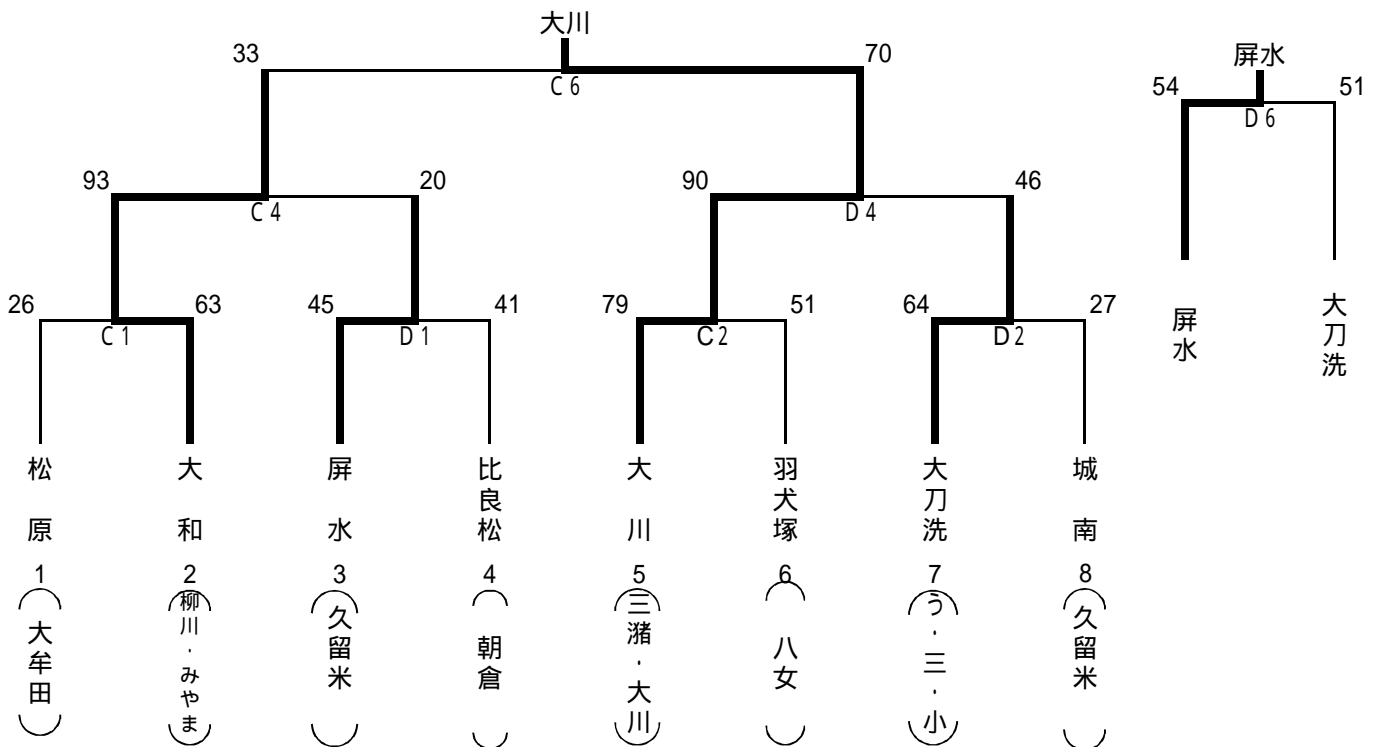 大川
33
70
C6
屏水
54
51
D6
93
20
90
46
C4
D4
26
63
45
41
79
51
64
27
C1
D1
C2
D2
屏水
大刀洗
松原
大和
屏水
比良松
大川
羽犬塚
大刀洗
城南
1
2
3
4
5
6
7
8
(大牟田)
(柳川・みやま)
(久留米)
(朝倉)
(三潴・大川)
(八女)
(う・三・小)
(久留米)